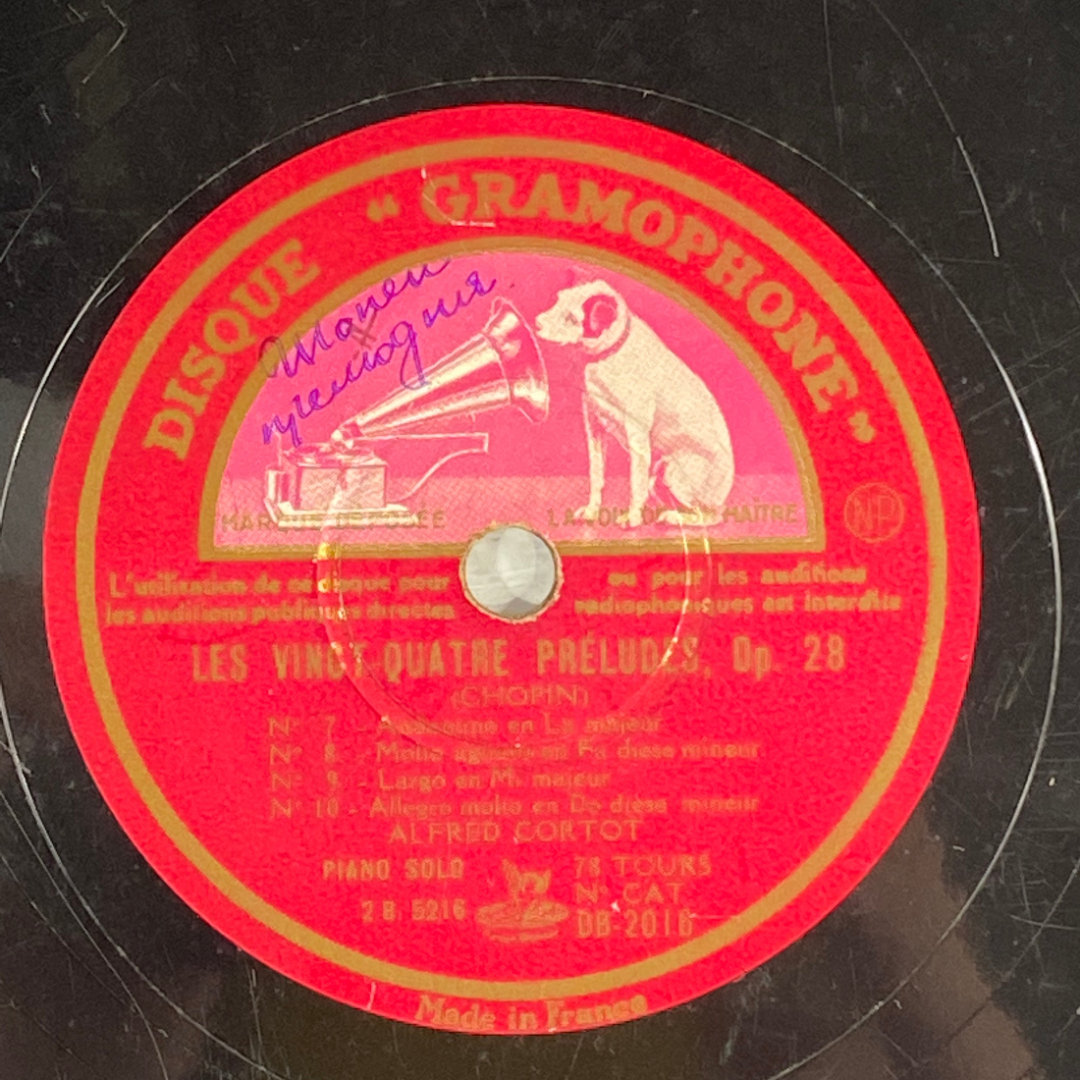 DISQUE “GRAMOPHONE”
Шопен
прелюдия
MARQUE DEPOSÉE LA VOIX DE SON MAÎTRE
NP
L'utilisation de ce disque pour
les auditions publiques directes
ou pour les auditions
radiophoniques est interdite
LES VINGT-QUATRE PRÉLUDES, Op. 28
(CHOPIN)
N° 7 - Andantino en La majeur
N° 8 - Molto agitato en Fa dièse mineur
N° 9 - Largo en Mi majeur
N° 10 - Allegro molto en Do dièse mineur
ALFRED CORTOT
PIANO SOLO
2 B. 5216
78 TOURS
N° CAT.
DB-2016
Made in France